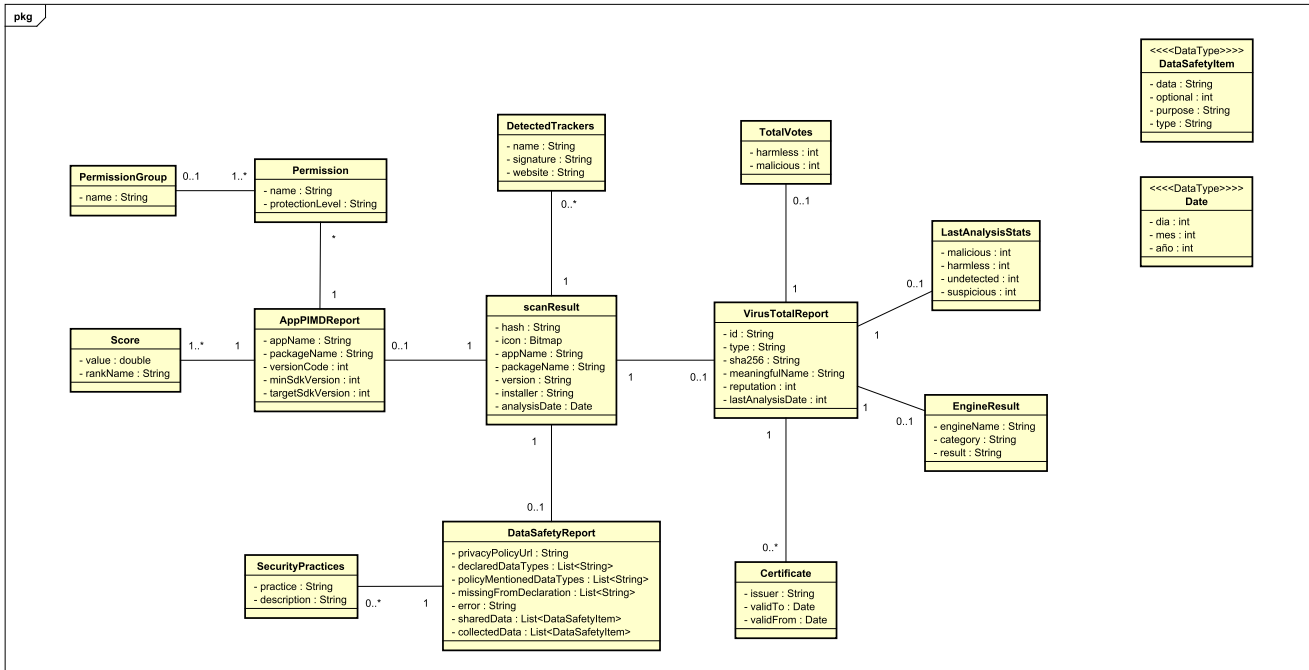 pkg
<<<<DataType>>>>
DataSafetyItem
- data : String
- optional : int
- purpose : String
- type : String
DetectedTrackers
- name : String
- signature : String
- website : String
TotalVotes
- harmless : int
- malicious : int
PermissionGroup
- name : String
0..1
1..*
Permission
- name : String
- protectionLevel : String
<<<<DataType>>>>
Date
- dia : int
- mes : int
- año : int
0..*
0..1
*
LastAnalysisStats
- malicious : int
- harmless : int
- undetected : int
- suspicious : int
0..1
1
1
1
1
Score
- value : double
- rankName : String
1..*
1
AppPIMDReport
- appName : String
- packageName : String
- versionCode : int
- minSdkVersion : int
- targetSdkVersion : int
0..1
1
scanResult
- hash : String
- icon : Bitmap
- appName : String
- packageName : String
- version : String
- installer : String
- analysisDate : Date
1
0..1
VirusTotalReport
- id : String
- type : String
- sha256 : String
- meaningfulName : String
- reputation : int
- lastAnalysisDate : int
1
0..1
EngineResult
- engineName : String
- category : String
- result : String
1
1
0..1
0..*
DataSafetyReport
- privacyPolicyUrl : String
- declaredDataTypes : List<String>
- policyMentionedDataTypes : List<String>
- missingFromDeclaration : List<String>
- error : String
- sharedData : List<DataSafetyItem>
- collectedData : List<DataSafetyItem>
SecurityPractices
- practice : String
- description : String
0..*
1
Certificate
- issuer : String
- validTo : Date
- validFrom : Date